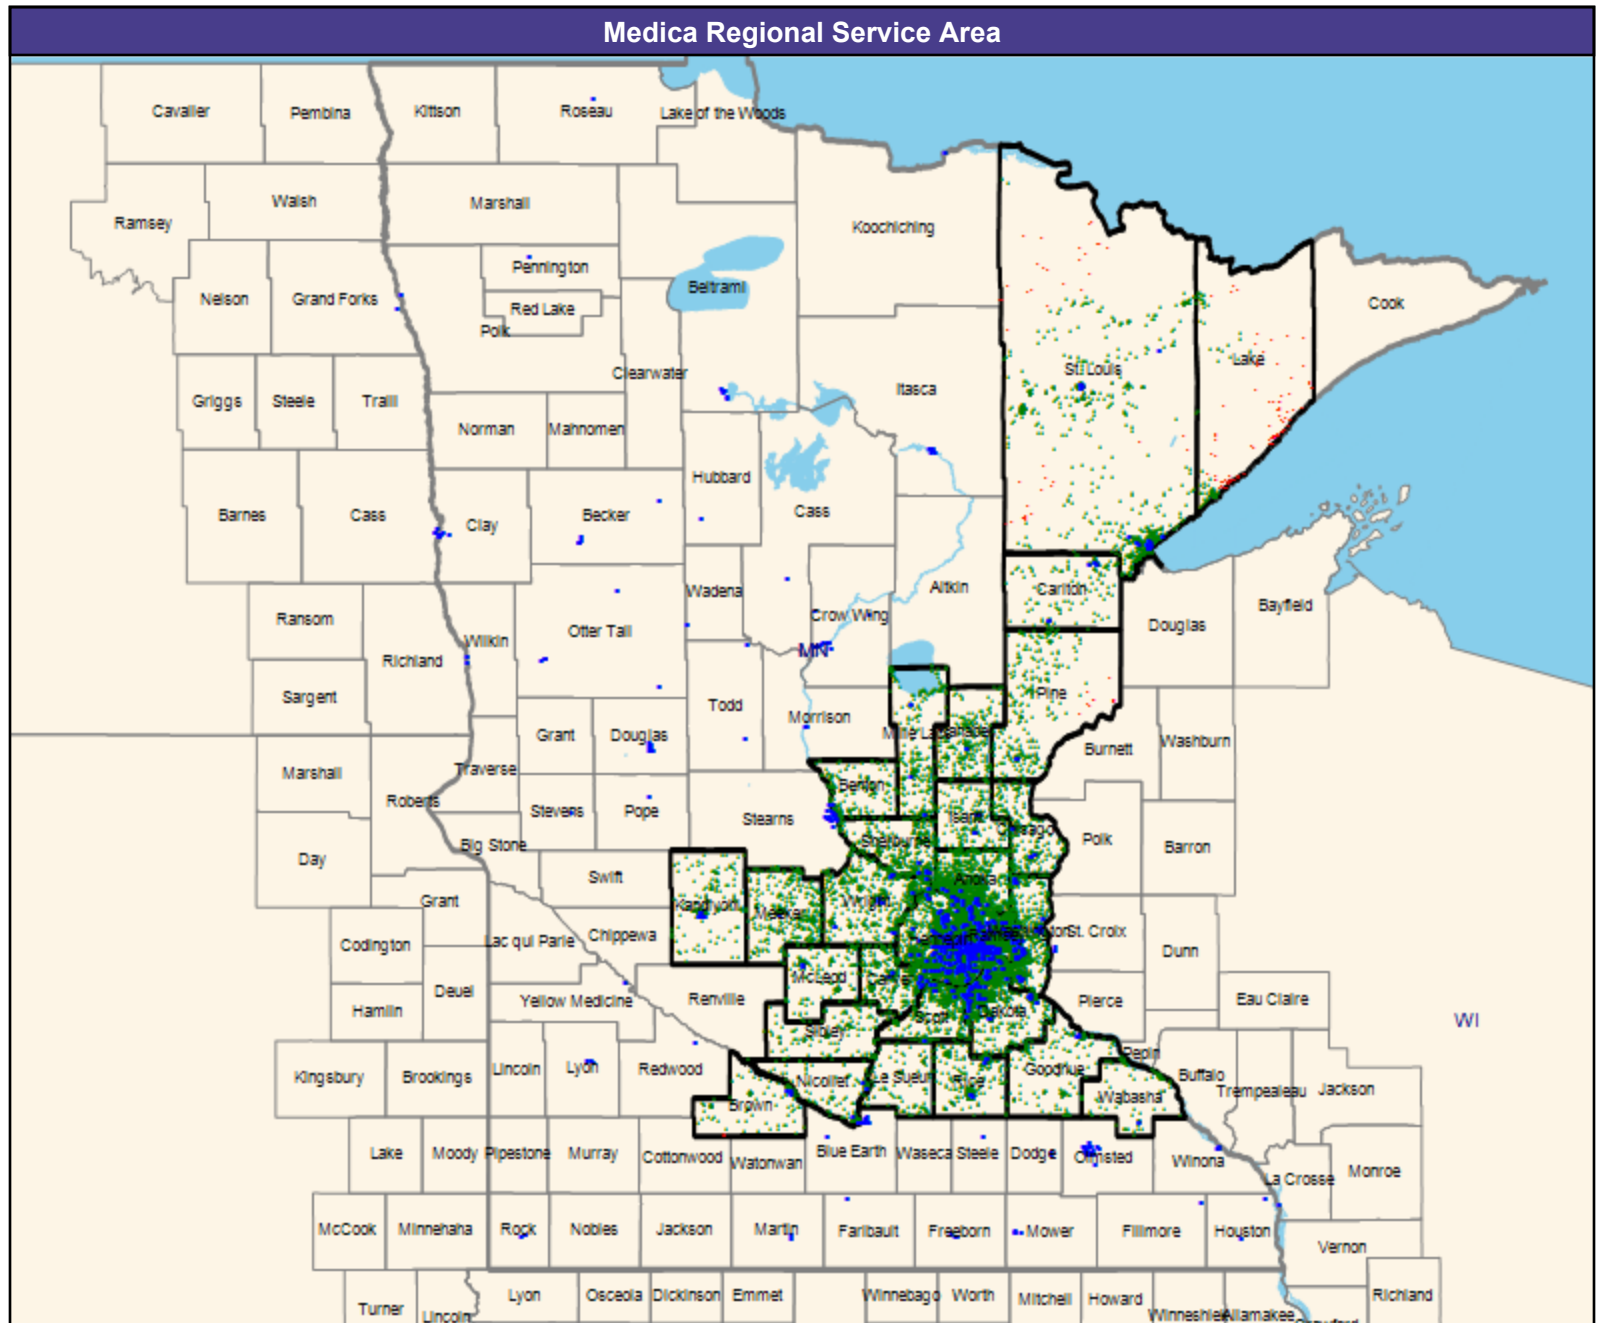 Medica Regional Service Area
Cavalier
Pembina
Kittson
Roseau
Lake of the Woods
Walsh
Marshall
Ramsey
Koochiching
Pennington
Beltrami
Nelson
Grand Forks
Red Lake
Cook
Polk
Lake
St. Louis
Clearwater
Itasca
Griggs
Steele
Traill
Norman
Mahnomen
Hubbard
Barnes
Cass
Clay
Becker
Cass
Aitkin
Carlton
Wadena
Bayfield
Ransom
Crow Wing
Douglas
Otter Tail
Wilkin
MN
Richland
Sargent
Pine
Todd
Morrison
Grant
Douglas
Mille Lacs
Burnett
Washburn
Traverse
Marshall
Benton
Roberts
Stevens
Pope
Stearns
Isanti
Chisago
Polk
Big Stone
Sherburne
Barron
Day
Swift
Anoka
Grant
Kandiyohi
Meeker
Wright
St. Croix
Chippewa
Lac qui Parle
Codington
Dunn
McLeod
Carver
Deuel
Yellow Medicine
Renville
Pierce
Eau Claire
Hamlin
Scott
Dakota
WI
Sibley
Pepin
Lincoln
Lyon
Redwood
Kingsbury
Brookings
Nicollet
Le Sueur
Rice
Goodhue
Buffalo
Trempealeau
Jackson
Wabasha
Brown
Lake
Moody
Pipestone
Murray
Cottonwood
Watonwan
Blue Earth
Waseca
Steele
Dodge
Olmsted
Winona
La Crosse
Monroe
McCook
Minnehaha
Rock
Nobles
Jackson
Martin
Faribault
Freeborn
Mower
Fillmore
Houston
Vernon
Lyon
Osceola
Dickinson
Emmet
Winnebago
Worth
Mitchell
Howard
Richland
Turner
Lincoln
Allamakee